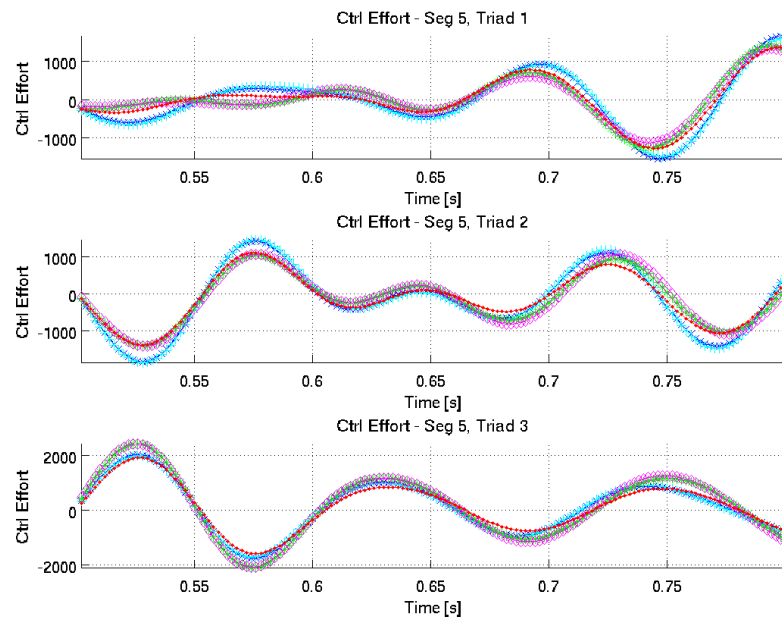 Ctrl Effort - Seg 5, Triad 1
1000
0
-1000
Ctrl Effort
0.55 0.6 0.65 0.7 0.75
Time [s]
Ctrl Effort - Seg 5, Triad 2
1000
0
-1000
Ctrl Effort
0.55 0.6 0.65 0.7 0.75
Time [s]
Ctrl Effort - Seg 5, Triad 3
2000
0
-2000
Ctrl Effort
0.55 0.6 0.65 0.7 0.75
Time [s]